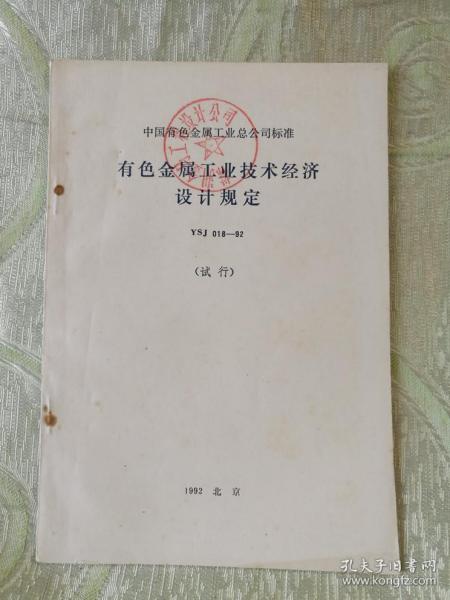 中国有色金属工业总公司标准
有色金属工业技术经济
设计规定
YSJ 018—92
(试行)
1992 北京
孔夫子旧书网
www.kongfz.com